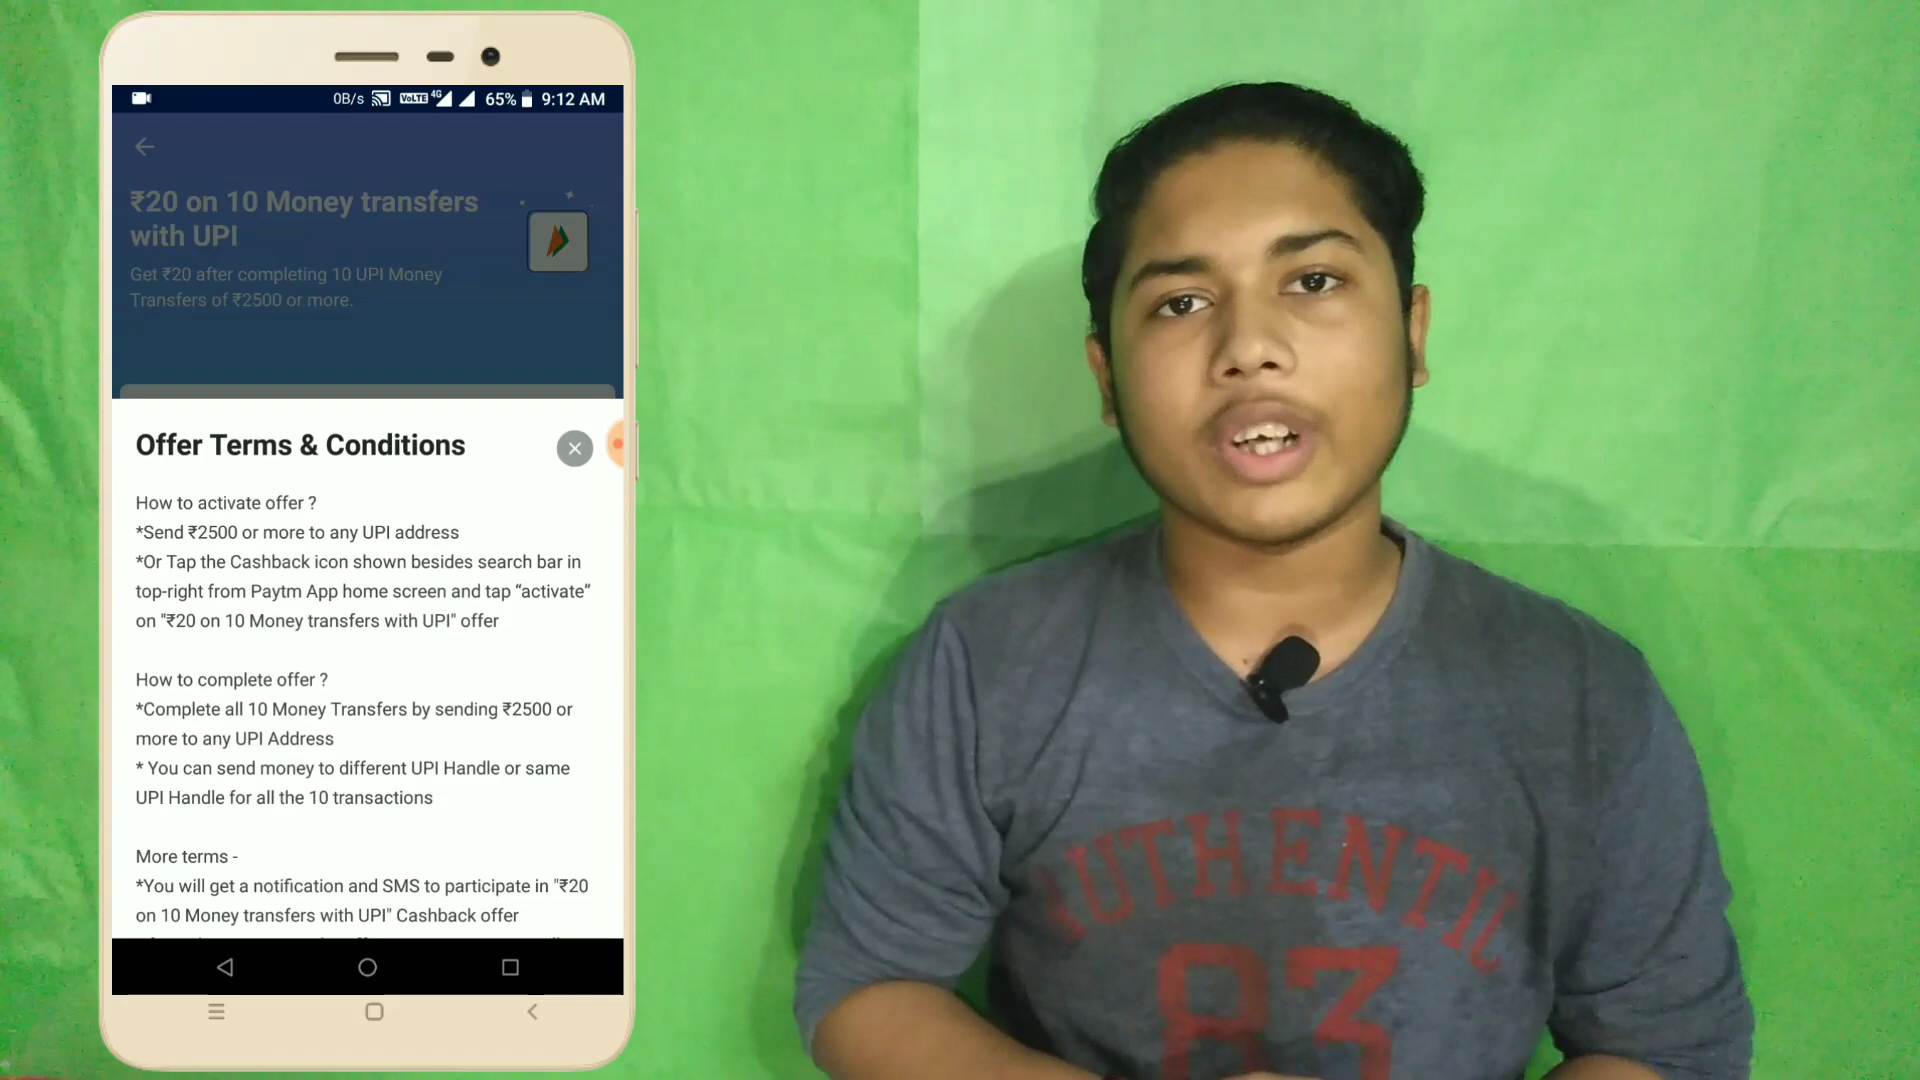 0B/s VoLTE 4G 65% 9:12 AM
₹20 on 10 Money transfers
with UPI
Get ₹20 after completing 10 UPI Money
Transfers of ₹2500 or more.
Offer Terms & Conditions
How to activate offer ?
*Send ₹2500 or more to any UPI address
*Or Tap the Cashback icon shown besides search bar in
top-right from Paytm App home screen and tap “activate”
on "₹20 on 10 Money transfers with UPI" offer
How to complete offer ?
*Complete all 10 Money Transfers by sending ₹2500 or
more to any UPI Address
* You can send money to different UPI Handle or same
UPI Handle for all the 10 transactions
More terms -
*You will get a notification and SMS to participate in "₹20
on 10 Money transfers with UPI" Cashback offer
AUTHENTIC
83